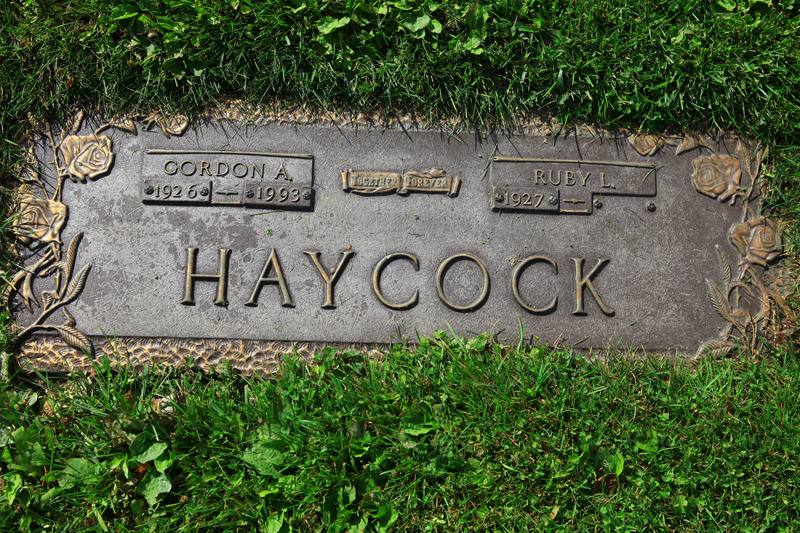 GORDON A.
1926 — 1993
TOGETHER FOREVER
RUBY L.
1927 —
HAYCOCK